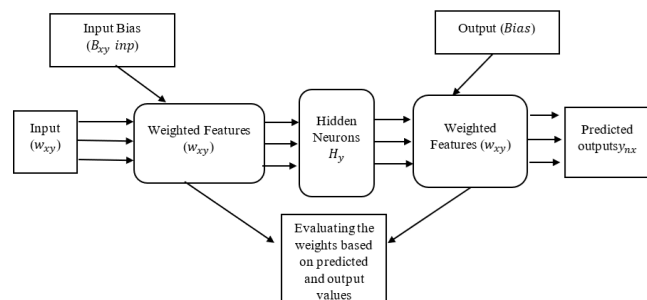 Input Bias
(B_xy inp)
Output (Bias)
Input
(w_xy)
Weighted Features
(w_xy)
Hidden
Neurons
H_y
Weighted
Features (w_xy)
Predicted
outputsy_nx
Evaluating the
weights based
on predicted
and output
values